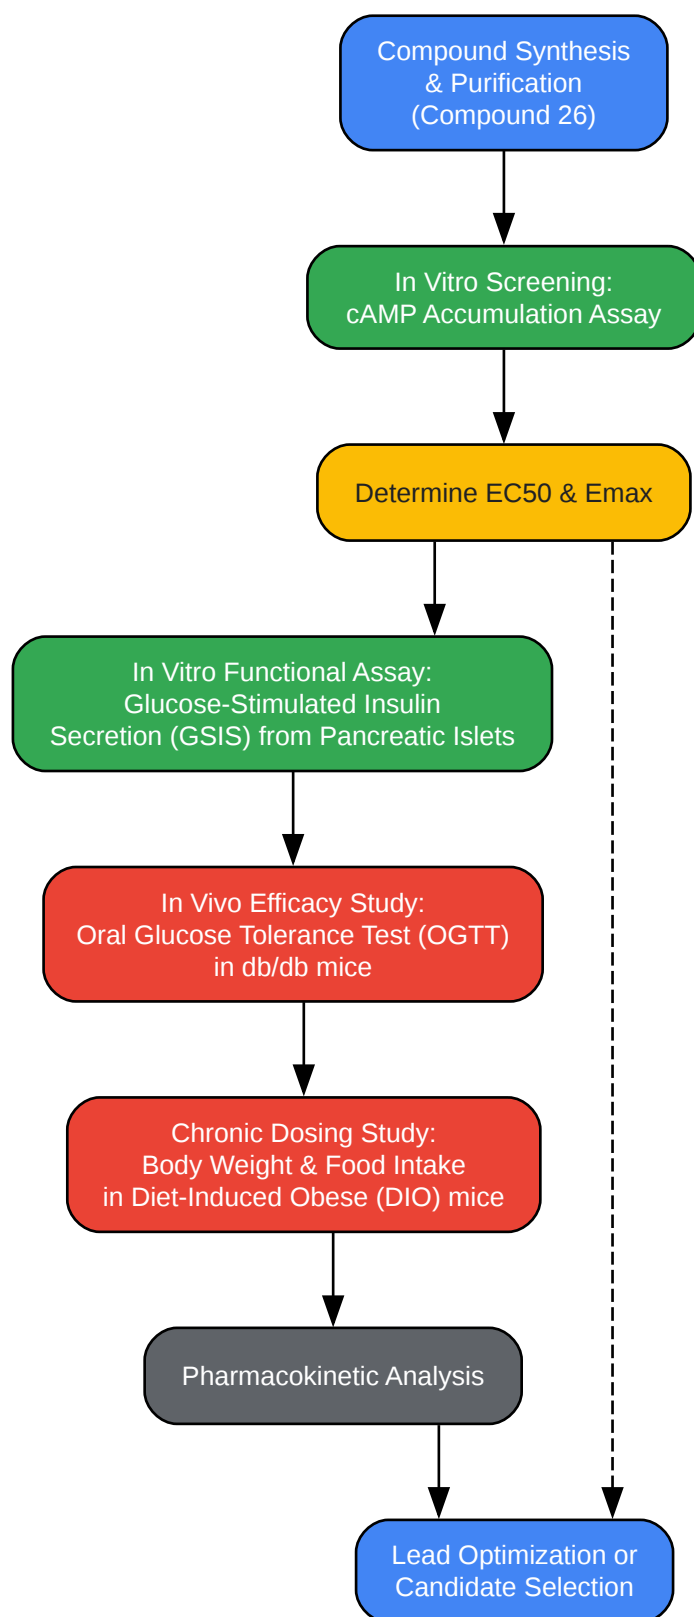 Compound Synthesis
& Purification
(Compound 26)
In Vitro Screening:
cAMP Accumulation Assay
Determine EC50 & Emax
In Vitro Functional Assay:
Glucose-Stimulated Insulin
Secretion (GSIS) from Pancreatic Islets
In Vivo Efficacy Study:
Oral Glucose Tolerance Test (OGTT)
in db/db mice
Chronic Dosing Study:
Body Weight & Food Intake
in Diet-Induced Obese (DIO) mice
Pharmacokinetic Analysis
Lead Optimization or
Candidate Selection